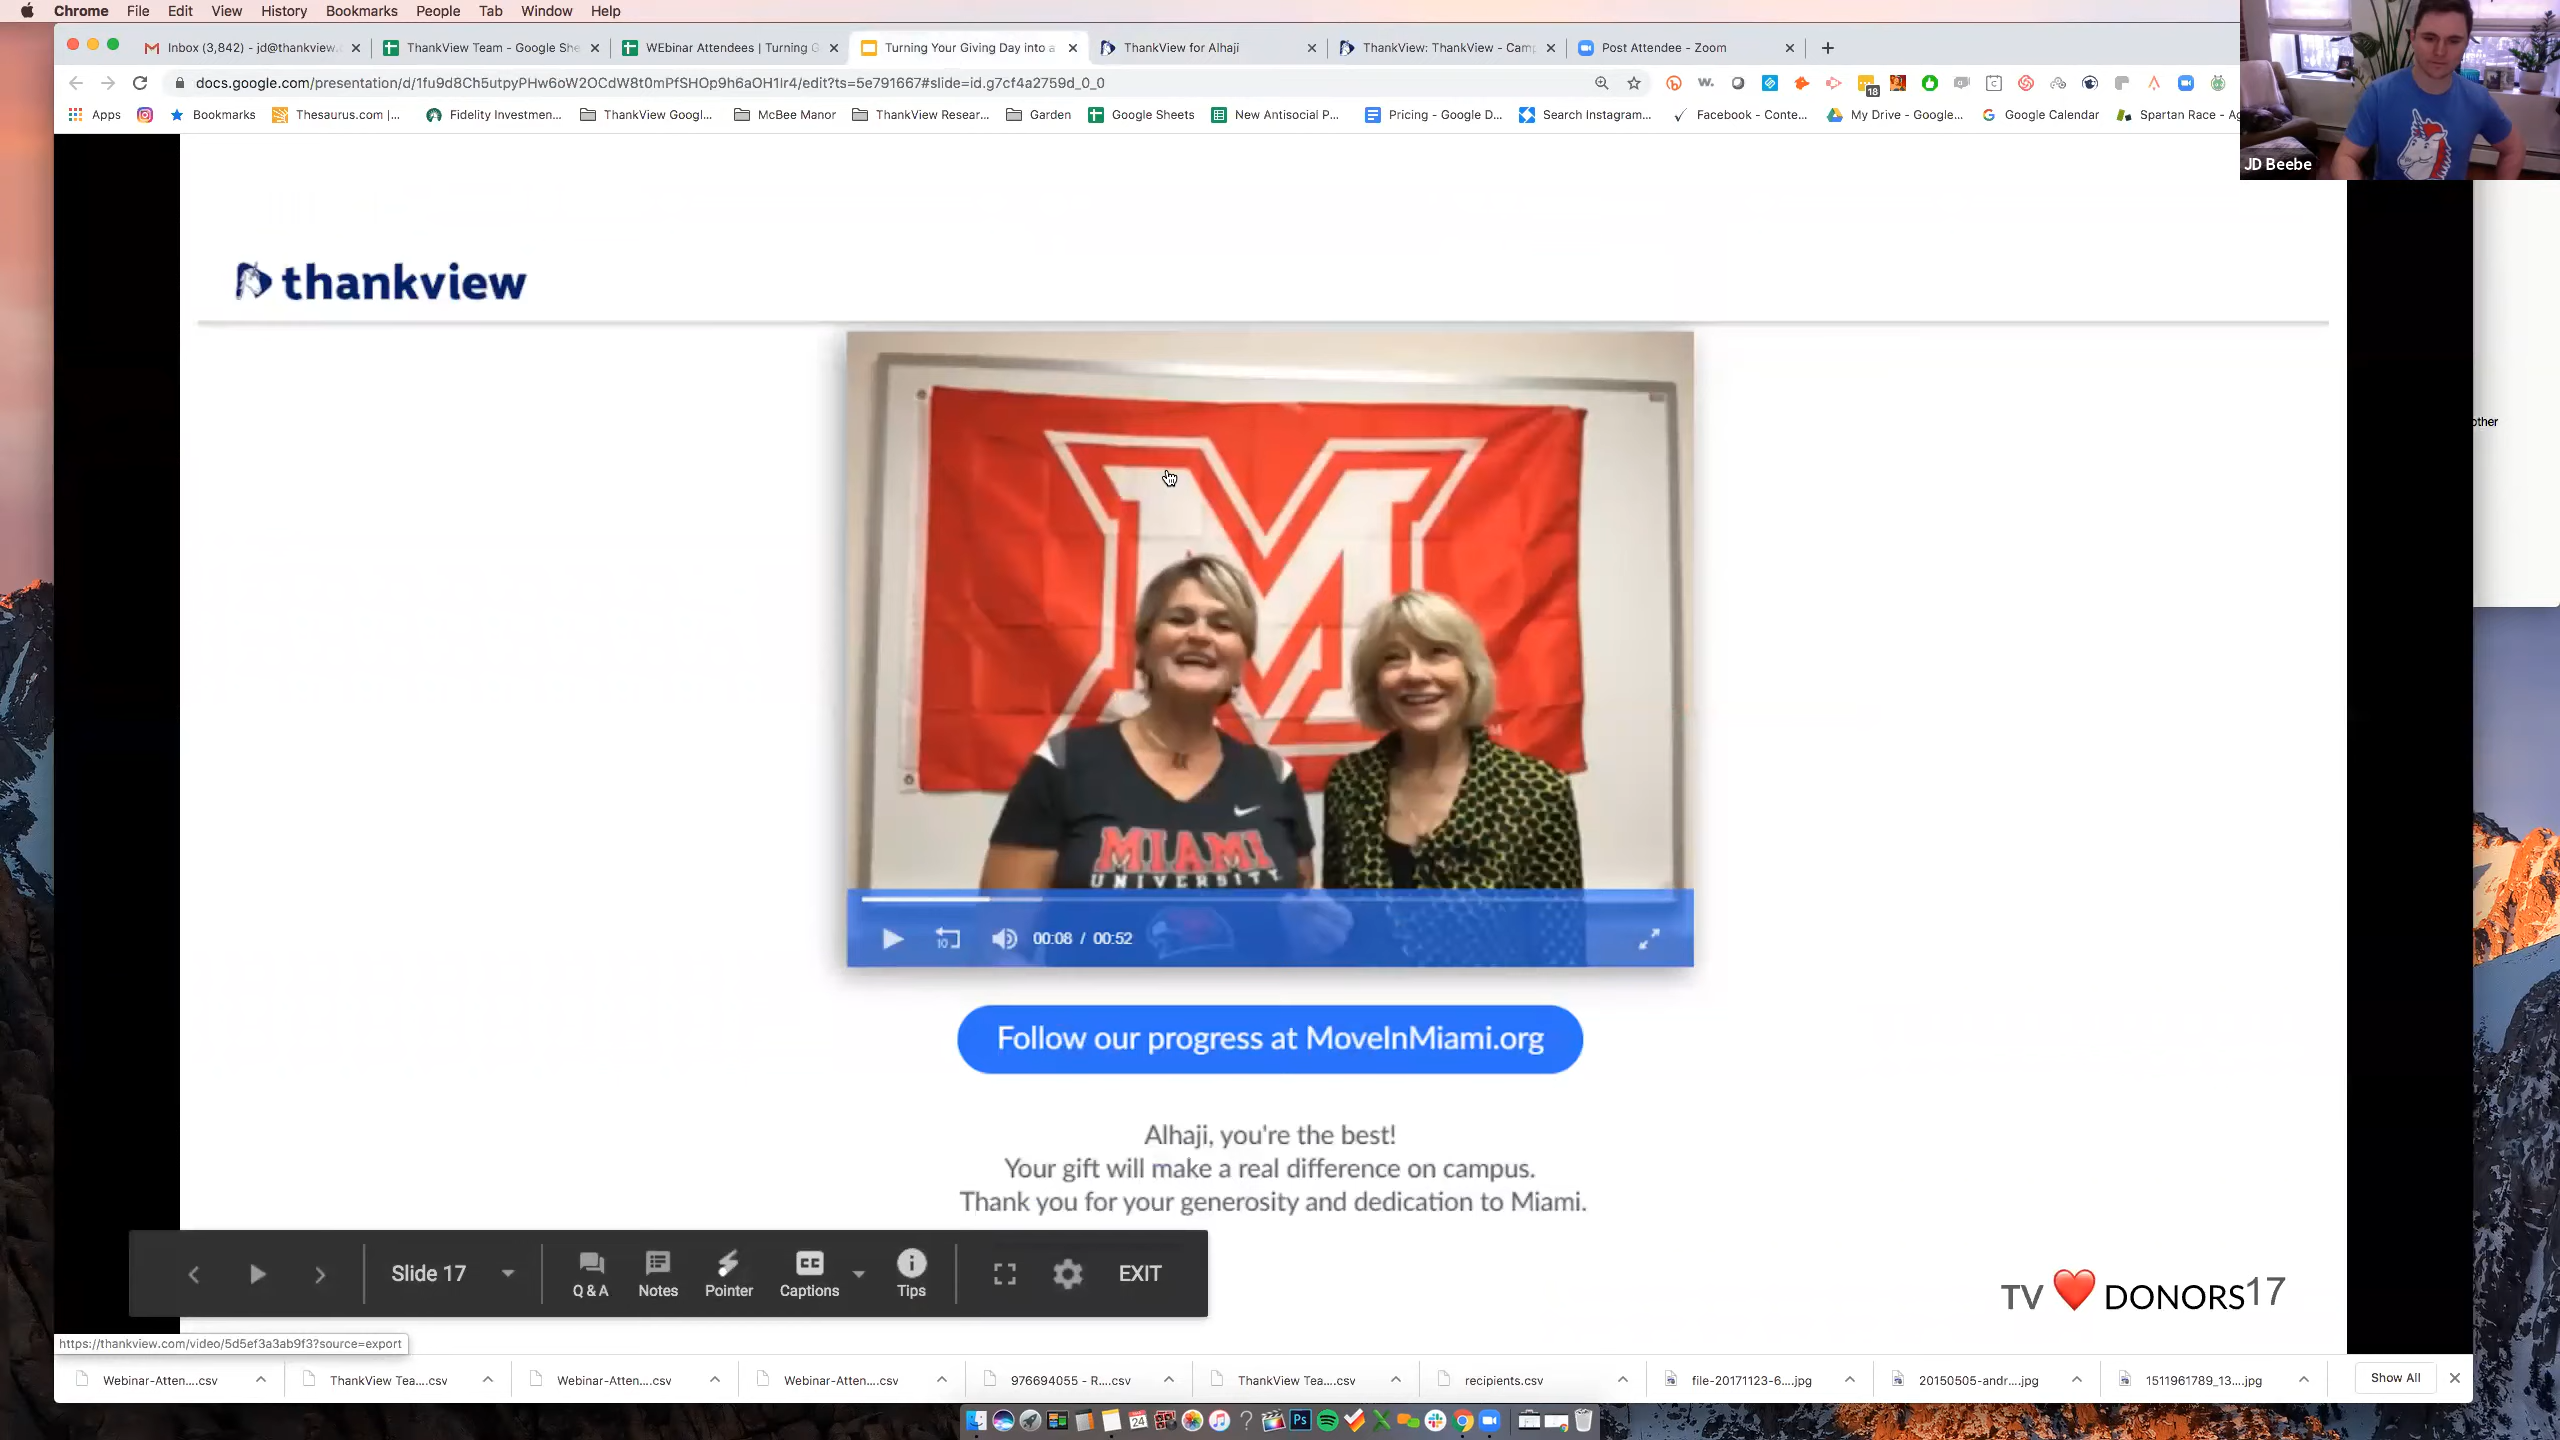 Chrome File Edit View History Bookmarks People Tab Window Help
Inbox (3,842) - jd@thankview.
ThankView Team - Google She
WEbinar Attendees | Turning G
Turning Your Giving Day into a
ThankView for Alhaji
ThankView: ThankView - Camp
Post Attendee - Zoom
docs.google.com/presentation/d/1fu9d8Ch5utpyPHw6oW2OCdW8t0mPfSHOp9h6aOH1lr4/edit?ts=5e791667#slide=id.g7cf4a2759d_0_0
18
Apps Bookmarks Thesaurus.com |... Fidelity Investmen... ThankView Googl... McBee Manor ThankView Resear... Garden Google Sheets New Antisocial P... Pricing - Google D... Search Instagram... Facebook - Conte... My Drive - Google... Google Calendar Spartan Race - Ag
JD Beebe
thankview
other
M
MIAMI
UNIVERSITY
10 00:08 / 00:52
Follow our progress at MoveInMiami.org
Alhaji, you're the best!
Your gift will make a real difference on campus.
Thank you for your generosity and dedication to Miami.
Slide 17
Q & A Notes Pointer Captions Tips EXIT
TV ❤️ DONORS17
https://thankview.com/video/5d5ef3a3ab9f3?source=export
Webinar-Atten....csv ThankView Tea....csv Webinar-Atten....csv Webinar-Atten....csv 976694055 - R....csv ThankView Tea....csv recipients.csv file-20171123-6....jpg 20150505-andr....jpg 1511961789_13....jpg Show All
24
Ps